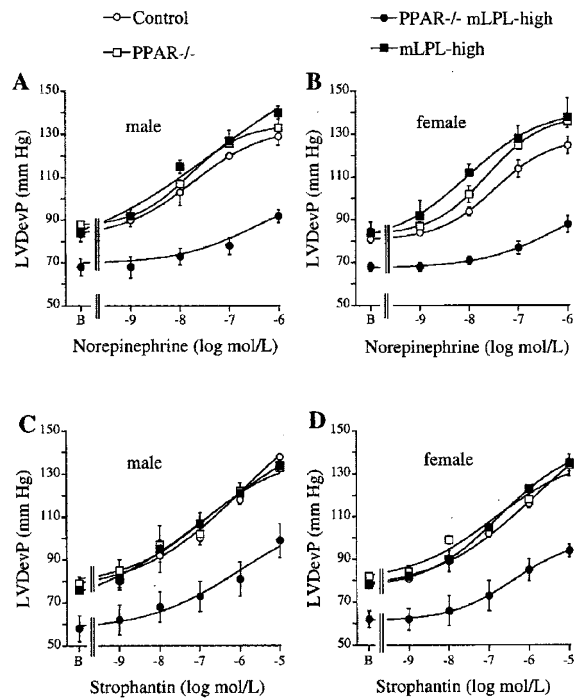 Control
PPAR-/-
PPAR-/- mLPL-high
mLPL-high
A
male
LVDevP (mm Hg)
150
130
110
90
70
50
B -9 -8 -7 -6
Norepinephrine (log mol/L)
B
female
LVDevP (mm Hg)
150
130
110
90
70
50
B -9 -8 -7 -6
Norepinephrine (log mol/L)
C
male
LVDevP (mm Hg)
150
130
110
90
70
50
B -9 -8 -7 -6 -5
Strophantin (log mol/L)
D
female
LVDevP (mm Hg)
150
130
110
90
70
50
B -9 -8 -7 -6 -5
Strophantin (log mol/L)